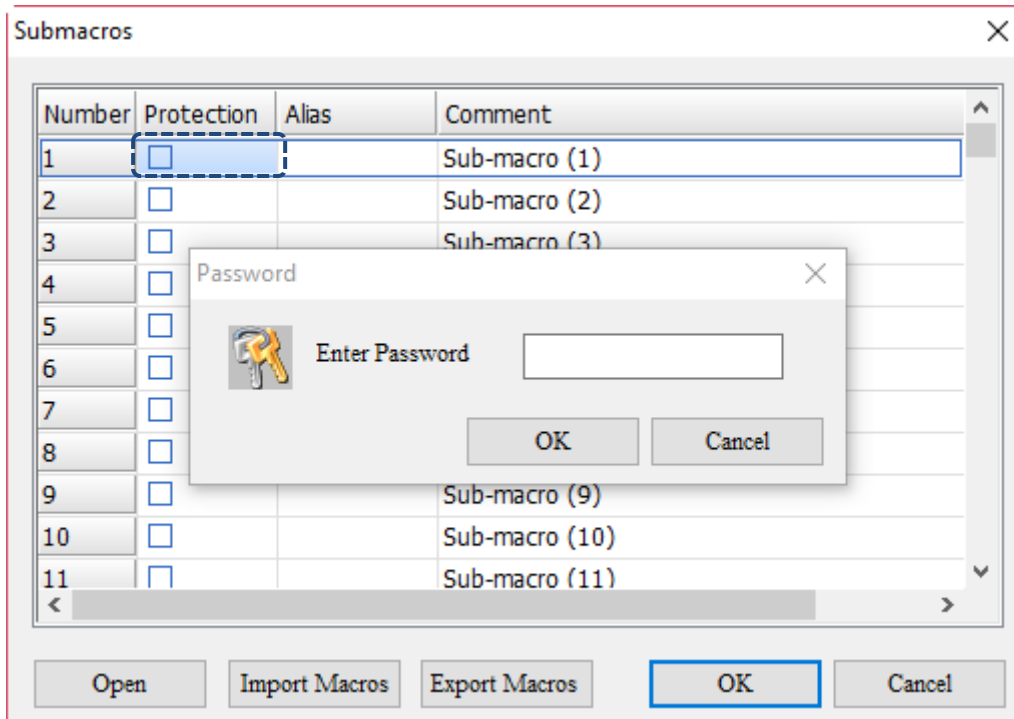 Submacros
Number Protection Alias Comment
1 Sub-macro (1)
2 Sub-macro (2)
3 Sub-macro (3)
4
5
6
7
8
9 Sub-macro (9)
10 Sub-macro (10)
11 Sub-macro (11)
Password
Enter Password
OK Cancel
Open Import Macros Export Macros OK Cancel